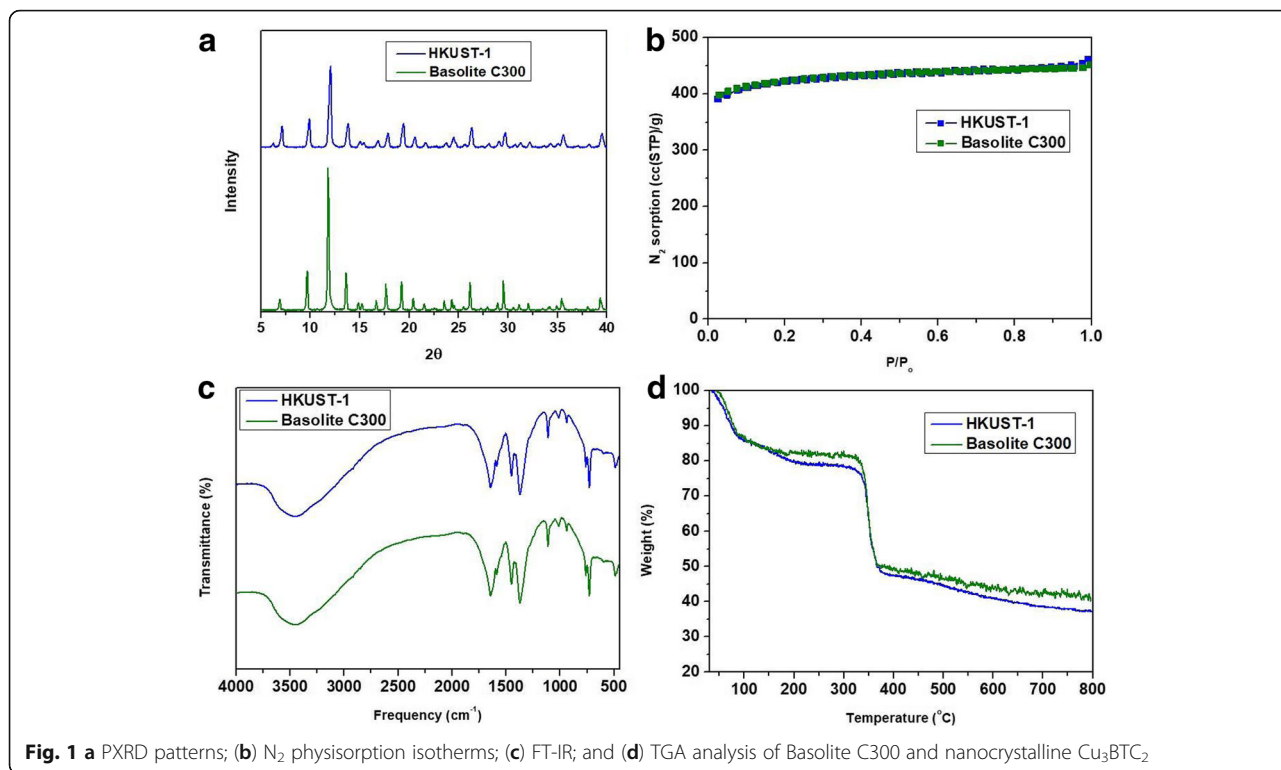 a
HKUST-1
Basolite C300
Intensity
5 10 15 20 25 30 35 40
2θ
b
500
400
300
200
100
0
N₂ sorption (cc(STP)/g)
HKUST-1
Basolite C300
0.0 0.2 0.4 0.6 0.8 1.0
P/Pₒ
c
HKUST-1
Basolite C300
Transmittance (%)
4000 3500 3000 2500 2000 1500 1000 500
Frequency (cm⁻¹)
d
100
90
80
70
60
50
40
30
20
Weight (%)
HKUST-1
Basolite C300
100 200 300 400 500 600 700 800
Temperature (°C)
Fig. 1 a PXRD patterns; (b) N₂ physisorption isotherms; (c) FT-IR; and (d) TGA analysis of Basolite C300 and nanocrystalline Cu₃BTC₂